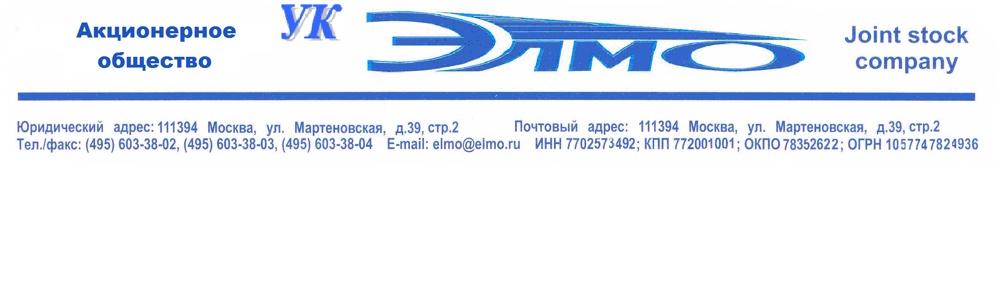 Акционерное
общество
УК
ЭЛМО
Joint stock
company
Юридический адрес: 111394 Москва, ул. Мартеновская, д.39, стр.2
Почтовый адрес: 111394 Москва, ул. Мартеновская, д.39, стр.2
Тел./факс: (495) 603-38-02, (495) 603-38-03, (495) 603-38-04 E-mail: elmo@elmo.ru ИНН 7702573492; КПП 772001001; ОКПО 78352622; ОГРН 1057747824936